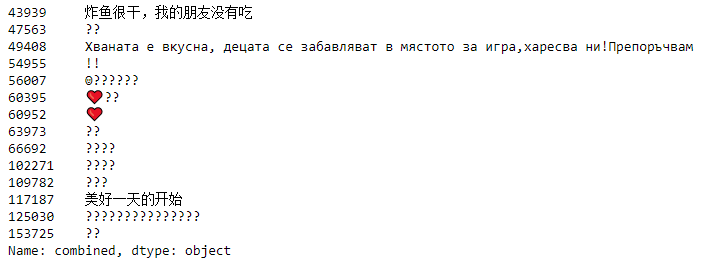 43939 炸鱼很干，我的朋友没有吃
47563 ??
49408 Хваната е вкусна, децата се забавляват в мястото за игра,харесва ни!Препоръчвам
54955 !!
56007 ☺??????
60395 ❤??
60952 ❤
63973 ??
66692 ????
102271 ????
109782 ???
117187 美好一天的开始
125030 ???????????????
153725 ??
Name: combined, dtype: object